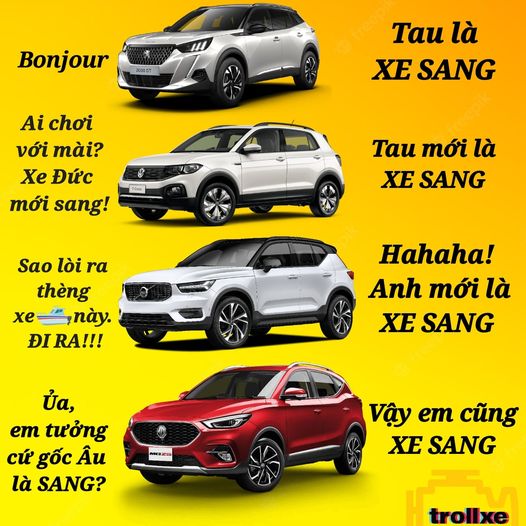 Bonjour
Tau là
XE SANG
Ai chơi
với mài?
Xe Đức
mới sang!
Tau mới là
XE SANG
Sao lòi ra
thèng
xe này.
ĐI RA!!!
Hahaha!
Anh mới là
XE SANG
Ủa,
em tưởng
cứ gốc Âu
là SANG?
Vậy em cũng
XE SANG
trollxe